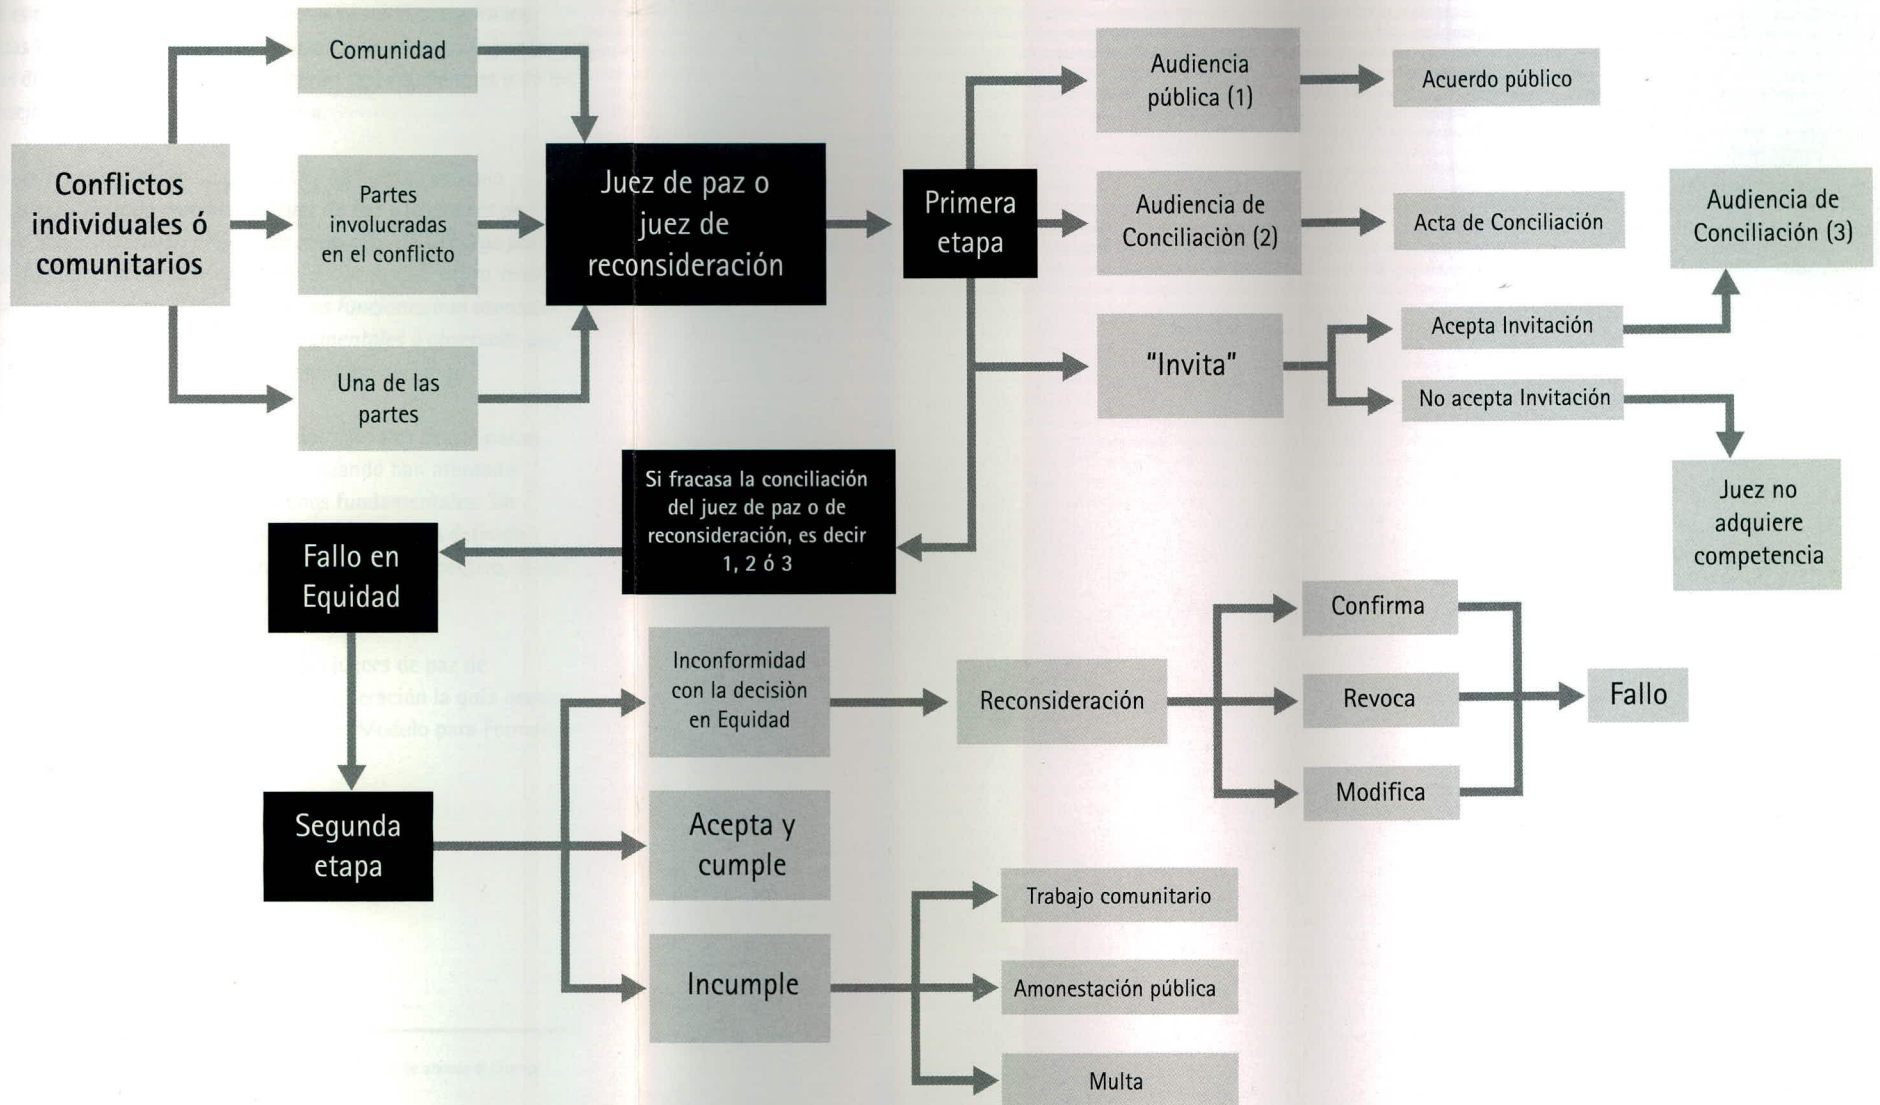 Comunidad
Conflictos
individuales ó
comunitarios
Partes
involucradas
en el conflicto
Una de las
partes
Juez de paz o
juez de
reconsideración
Primera
etapa
Audiencia
pública (1)
Acuerdo público
Audiencia de
Conciliaciòn (2)
Acta de Conciliación
Audiencia de
Conciliación (3)
"Invita"
Acepta Invitación
No acepta Invitación
Juez no
adquiere
competencia
Si fracasa la conciliación
del juez de paz o de
reconsideración, es decir
1, 2 ó 3
Fallo en
Equidad
Segunda
etapa
Inconformidad
con la decisiòn
en Equidad
Reconsideración
Confirma
Revoca
Modifica
Fallo
Acepta y
cumple
Incumple
Trabajo comunitario
Amonestación pública
Multa